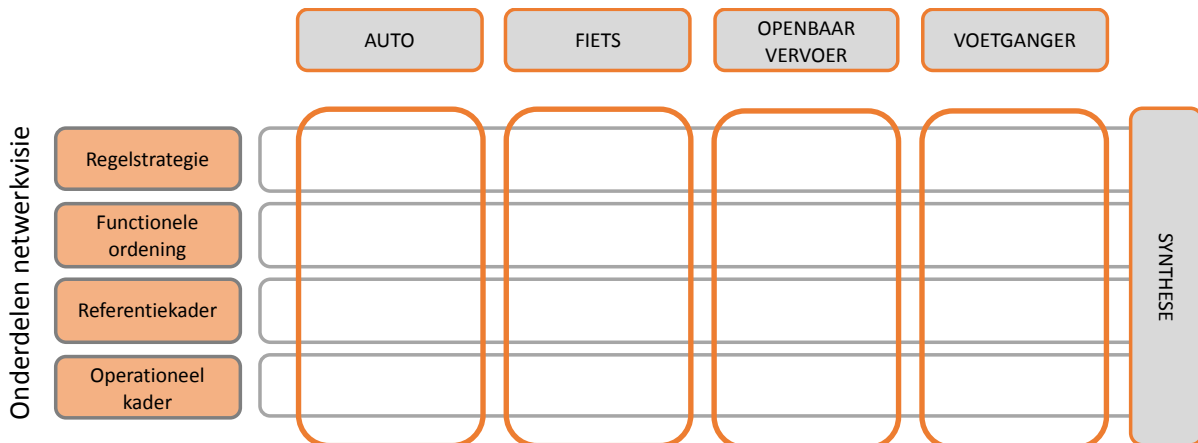 AUTO
FIETS
OPENBAAR
VERVOER
VOETGANGER
Onderdelen netwerkvisie
Regelstrategie
Functionele
ordening
Referentiekader
Operationeel
kader
SYNTHESE